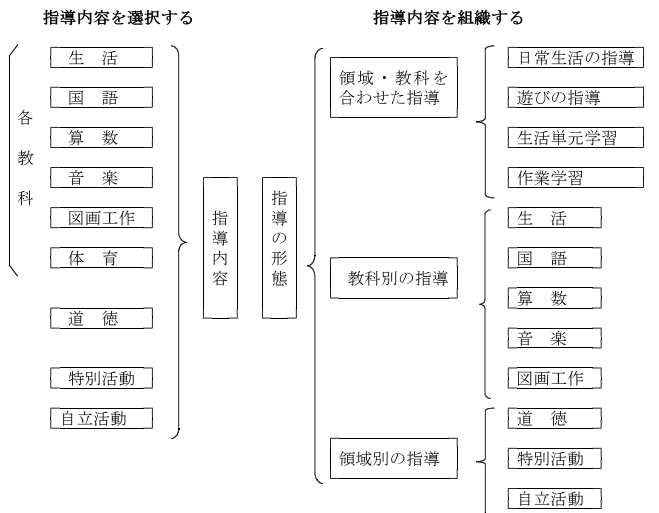 指導内容を選択する
各教科
生活
国語
算数
音楽
図画工作
体育
道徳
特別活動
自立活動
指導内容
指導内容を組織する
指導の形態
領域・教科を
合わせた指導
日常生活の指導
遊びの指導
生活単元学習
作業学習
教科別の指導
生活
国語
算数
音楽
図画工作
領域別の指導
道徳
特別活動
自立活動